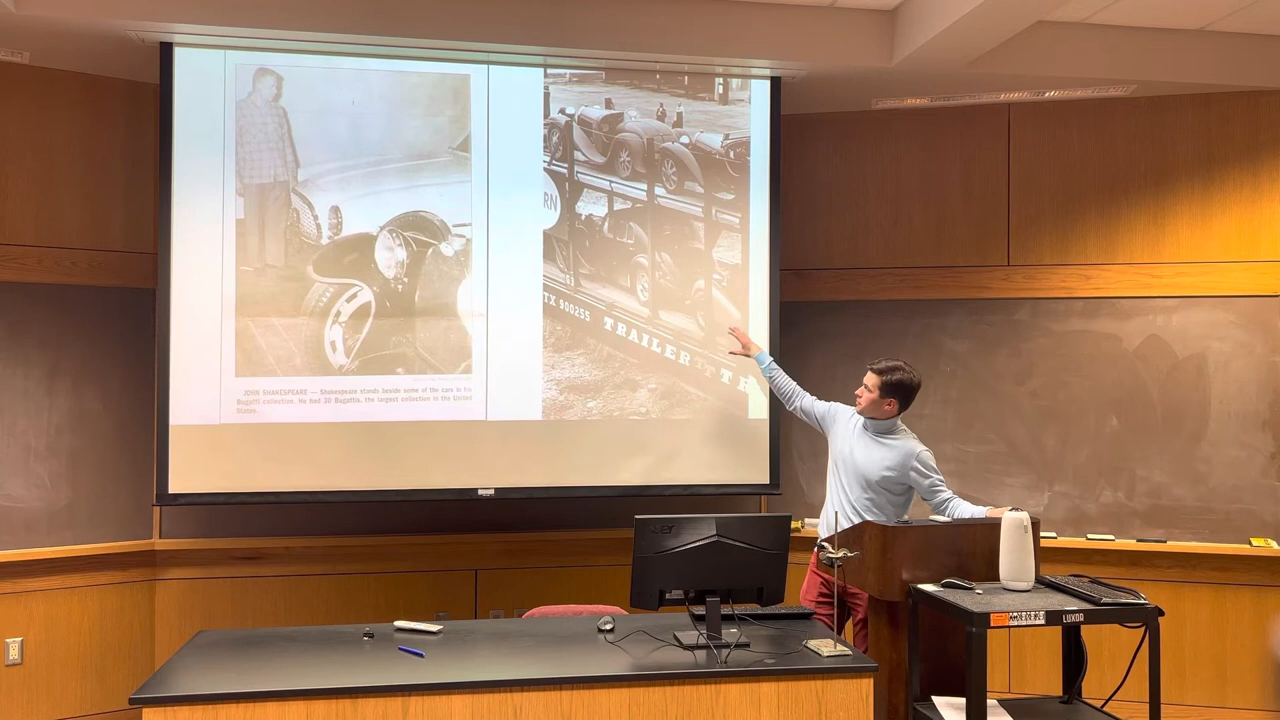 JOHN SHAKESPEARE — Shakespeare stands beside some of the cars in his
Bugatti collection. He had 30 Bugattis, the largest collection in the United
States.
RN
TX 900255
TRAILER
TR
acer
LUXOR